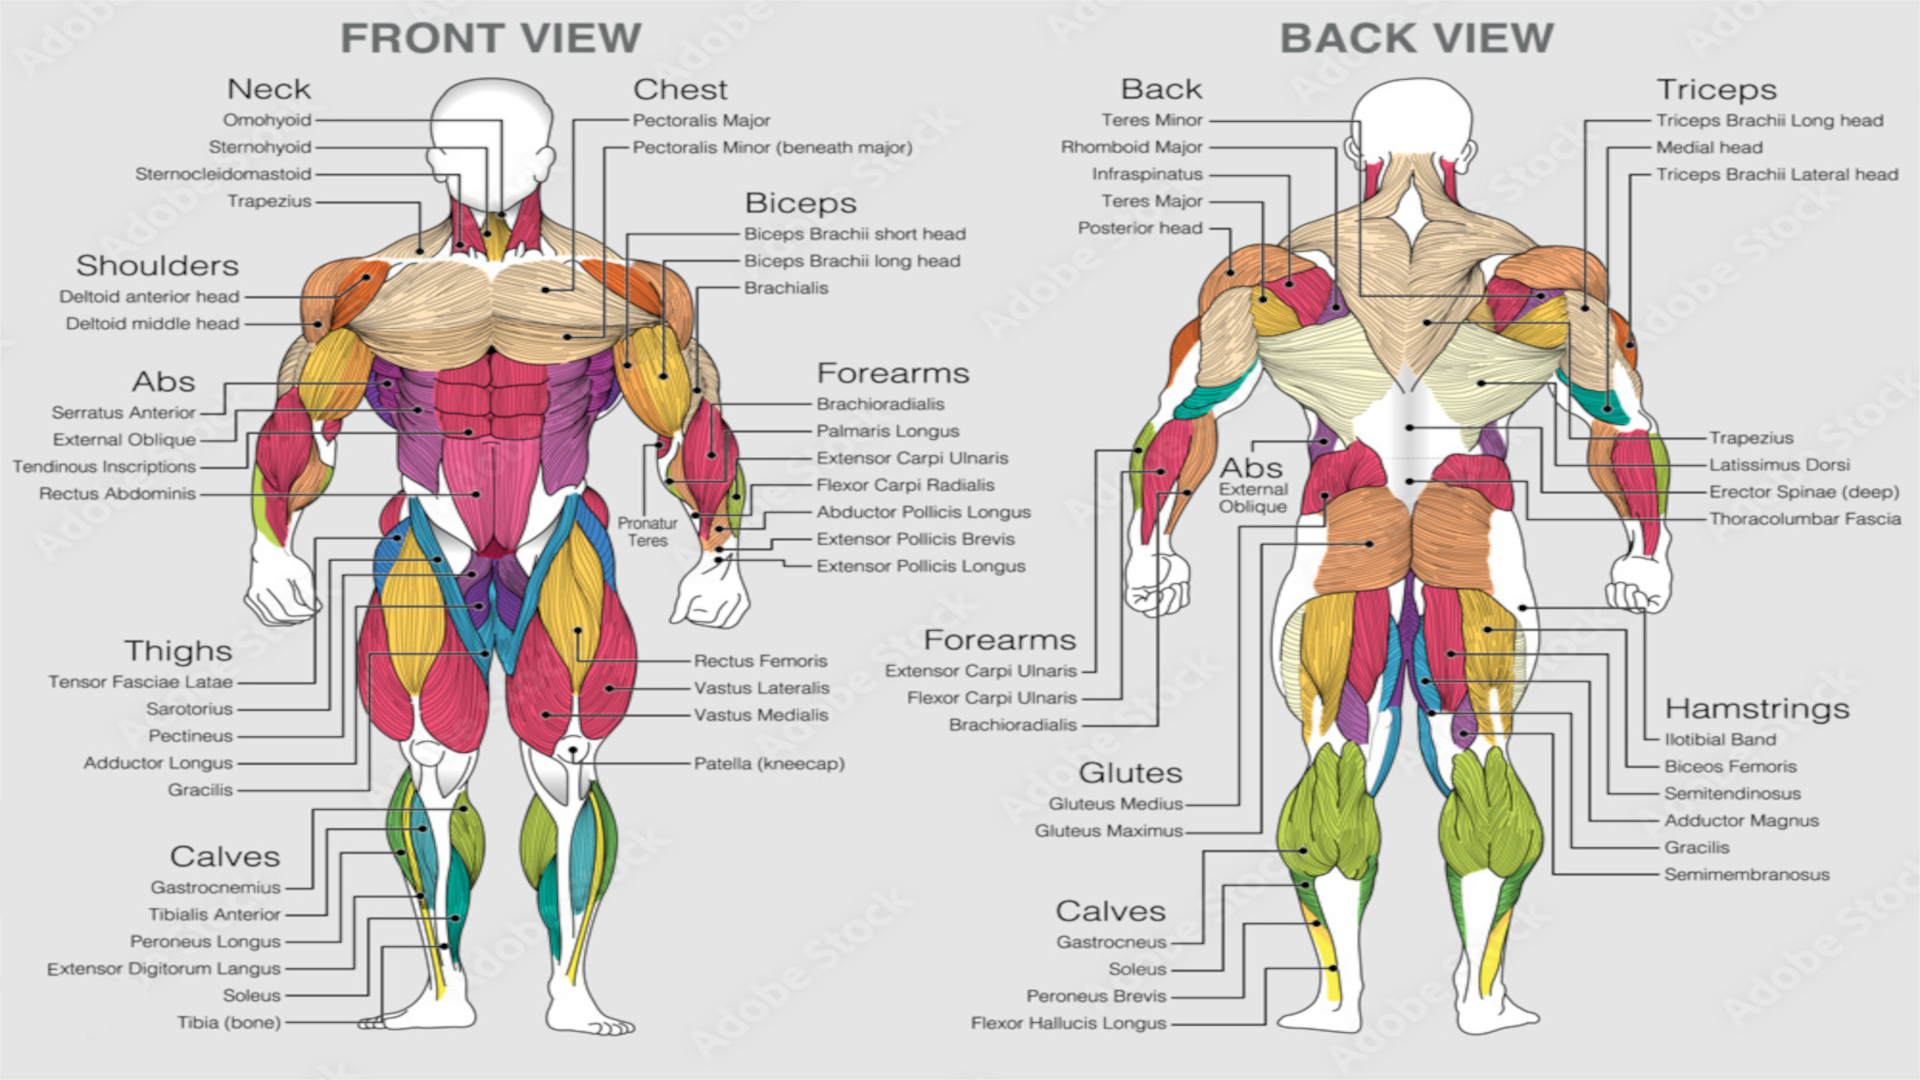 FRONT VIEW
Neck
Omohyoid
Sternohyoid
Sternocleidomastoid
Trapezius
Shoulders
Deltoid anterior head
Deltoid middle head
Abs
Serratus Anterior
External Oblique
Tendinous Inscriptions
Rectus Abdominis
Thighs
Tensor Fasciae Latae
Sarotorius
Pectineus
Adductor Longus
Gracilis
Calves
Gastrocnemius
Tibialis Anterior
Peroneus Longus
Extensor Digitorum Langus
Soleus
Tibia (bone)
Chest
Pectoralis Major
Pectoralis Minor (beneath major)
Biceps
Biceps Brachii short head
Biceps Brachii long head
Brachialis
Forearms
Brachioradialis
Palmaris Longus
Extensor Carpi Ulnaris
Flexor Carpi Radialis
Abductor Pollicis Longus
Extensor Pollicis Brevis
Extensor Pollicis Longus
Pronatur
Teres
Rectus Femoris
Vastus Lateralis
Vastus Medialis
Patella (kneecap)
BACK VIEW
Back
Teres Minor
Rhomboid Major
Infraspinatus
Teres Major
Posterior head
Abs
External
Oblique
Forearms
Extensor Carpi Ulnaris
Flexor Carpi Ulnaris
Brachioradialis
Glutes
Gluteus Medius
Gluteus Maximus
Calves
Gastrocneus
Soleus
Peroneus Brevis
Flexor Hallucis Longus
Triceps
Triceps Brachii Long head
Medial head
Triceps Brachii Lateral head
Trapezius
Latissimus Dorsi
Erector Spinae (deep)
Thoracolumbar Fascia
Hamstrings
Ilotibial Band
Biceos Femoris
Semitendinosus
Adductor Magnus
Gracilis
Semimembranosus
Adobe Stock